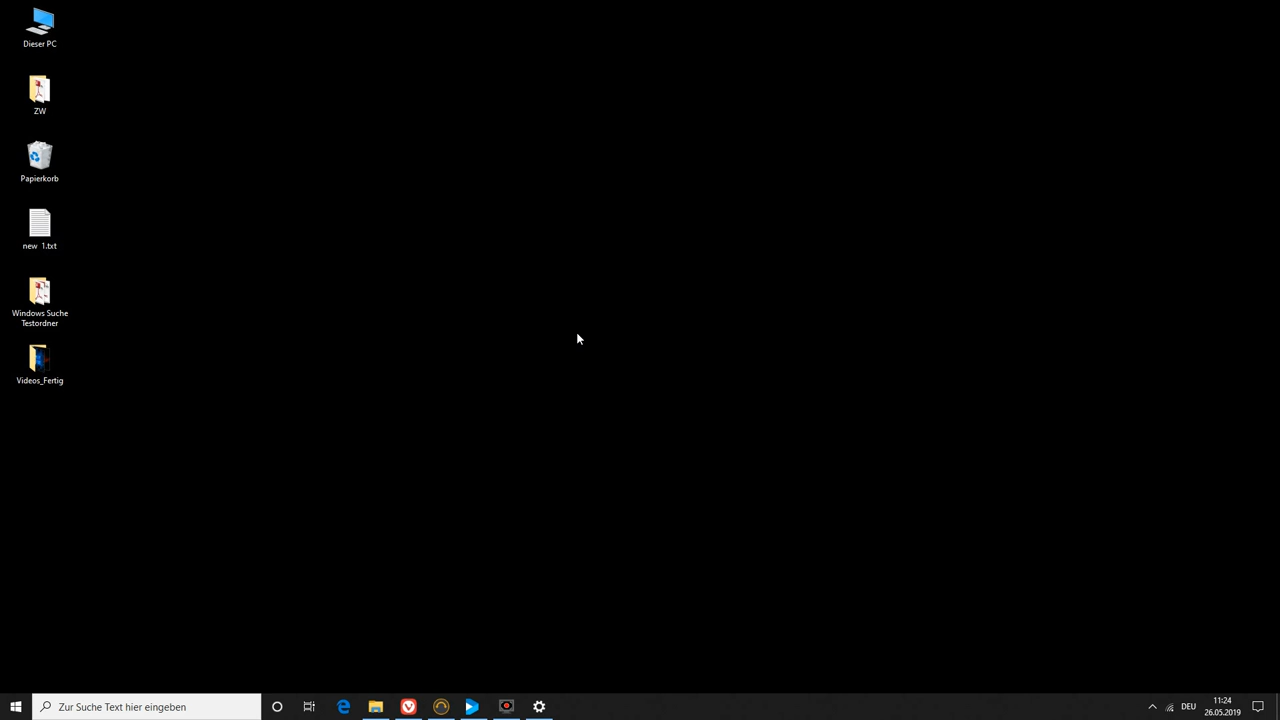 Dieser PC
ZW
Papierkorb
new 1.txt
Windows Suche
Testordner
Videos_Fertig
Zur Suche Text hier eingeben
DEU
11:24
26.05.2019